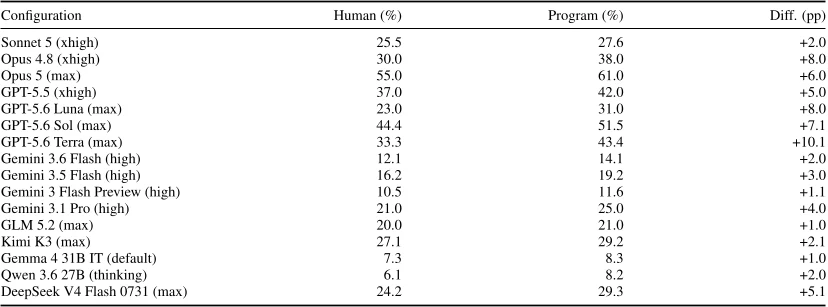 Configuration Human (%) Program (%) Diff. (pp)
Sonnet 5 (xhigh) 25.5 27.6 +2.0
Opus 4.8 (xhigh) 30.0 38.0 +8.0
Opus 5 (max) 55.0 61.0 +6.0
GPT-5.5 (xhigh) 37.0 42.0 +5.0
GPT-5.6 Luna (max) 23.0 31.0 +8.0
GPT-5.6 Sol (max) 44.4 51.5 +7.1
GPT-5.6 Terra (max) 33.3 43.4 +10.1
Gemini 3.6 Flash (high) 12.1 14.1 +2.0
Gemini 3.5 Flash (high) 16.2 19.2 +3.0
Gemini 3 Flash Preview (high) 10.5 11.6 +1.1
Gemini 3.1 Pro (high) 21.0 25.0 +4.0
GLM 5.2 (max) 20.0 21.0 +1.0
Kimi K3 (max) 27.1 29.2 +2.1
Gemma 4 31B IT (default) 7.3 8.3 +1.0
Qwen 3.6 27B (thinking) 6.1 8.2 +2.0
DeepSeek V4 Flash 0731 (max) 24.2 29.3 +5.1